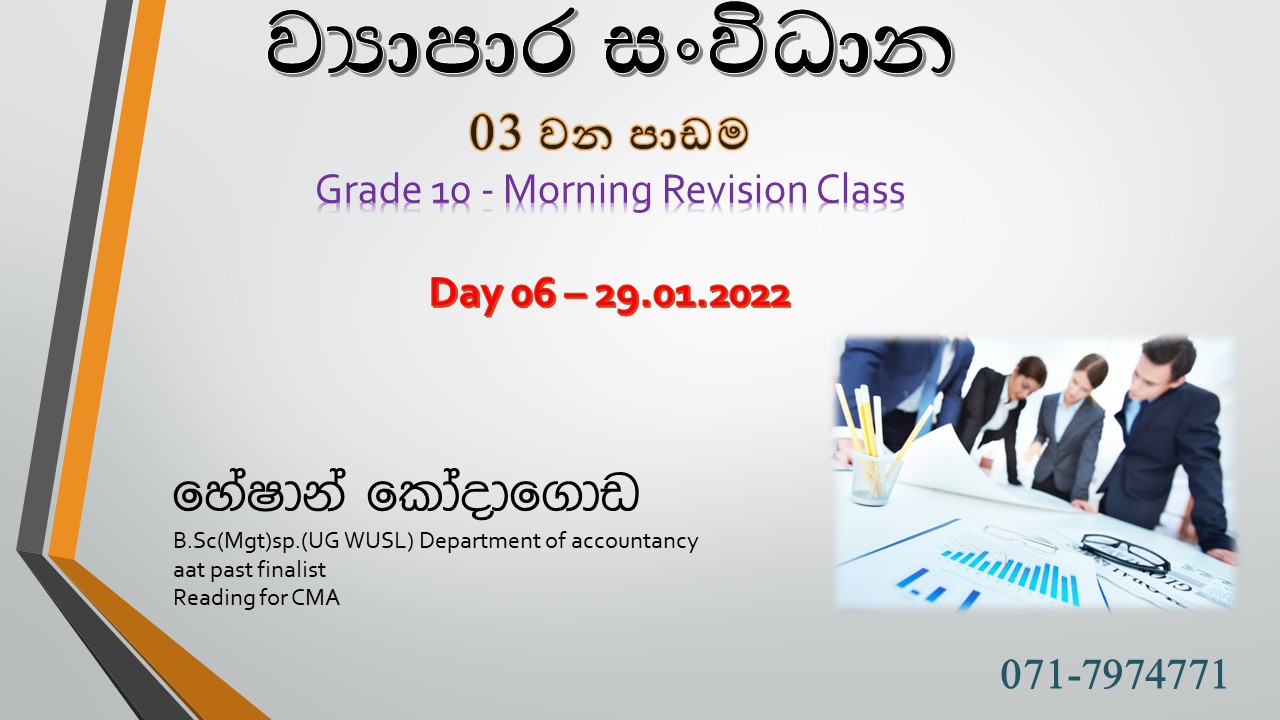 ව්‍යාපාර සංවිධාන
03 වන පාඩම
Grade 10 - Morning Revision Class
Day 06 – 29.01.2022
හේෂාන් කෝදාගොඩ
B.Sc(Mgt)sp.(UG WUSL) Department of accountancy
aat past finalist
Reading for CMA
071-7974771